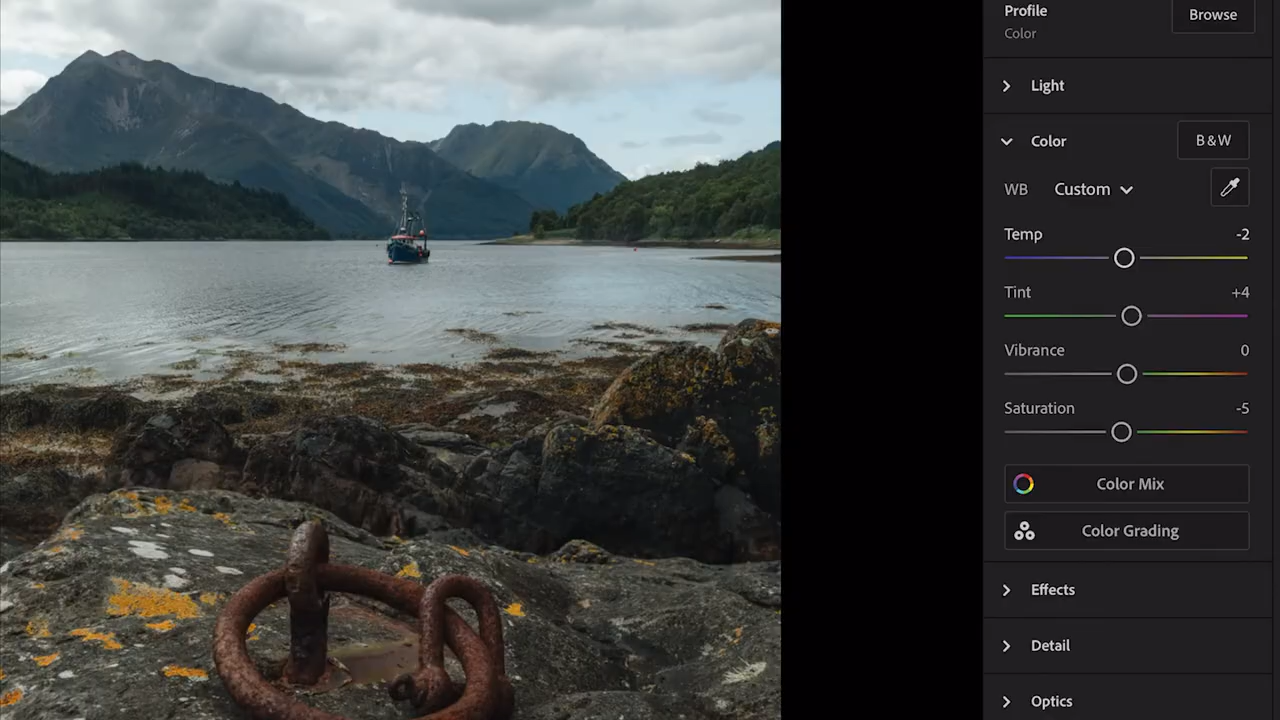 Profile
Browse
Color
Light
Color
B&W
WB
Custom
Temp
-2
Tint
+4
Vibrance
0
Saturation
-5
Color Mix
Color Grading
Effects
Detail
Optics